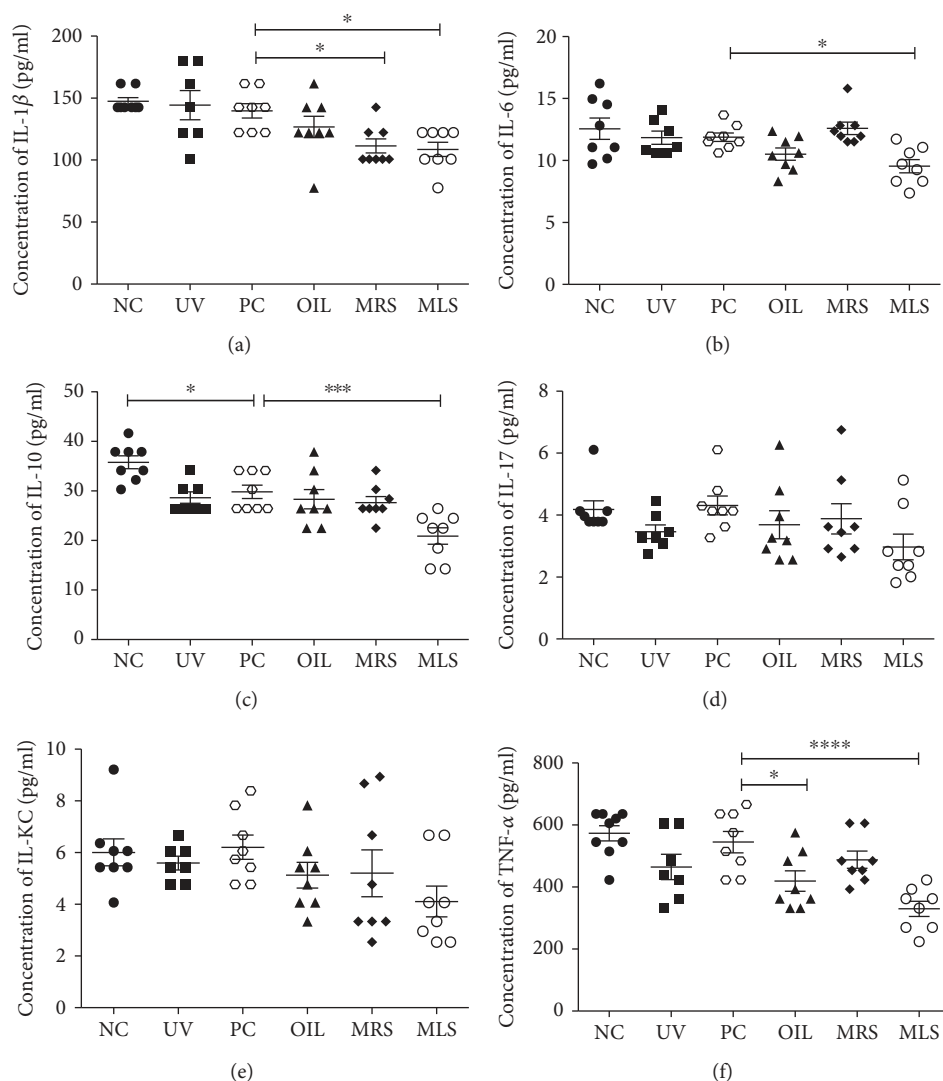 Concentration of IL-1β (pg/ml)
200
150
100
50
0
*
*
NC UV PC OIL MRS MLS
(a)
Concentration of IL-6 (pg/ml)
20
15
10
5
0
*
NC UV PC OIL MRS MLS
(b)
Concentration of IL-10 (pg/ml)
50
40
30
20
10
0
*
***
NC UV PC OIL MRS MLS
(c)
Concentration of IL-17 (pg/ml)
8
6
4
2
0
NC UV PC OIL MRS MLS
(d)
Concentration of IL-KC (pg/ml)
10
8
6
4
2
0
NC UV PC OIL MRS MLS
(e)
Concentration of TNF-α (pg/ml)
800
600
400
200
0
****
*
NC UV PC OIL MRS MLS
(f)